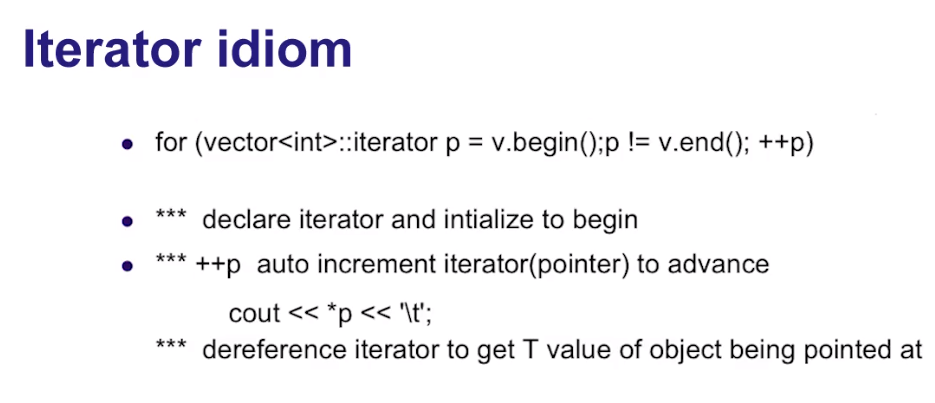 Iterator idiom
• for (vector<int>::iterator p = v.begin();p != v.end(); ++p)
• *** declare iterator and intialize to begin
• *** ++p auto increment iterator(pointer) to advance
cout << *p << '\t';
*** dereference iterator to get T value of object being pointed at